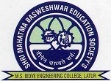 SHRI MAHATMA BASWESHWAR EDUCATION SOCIETY'S
M.S. BIDVE ENGINEERING COLLEGE, LATUR